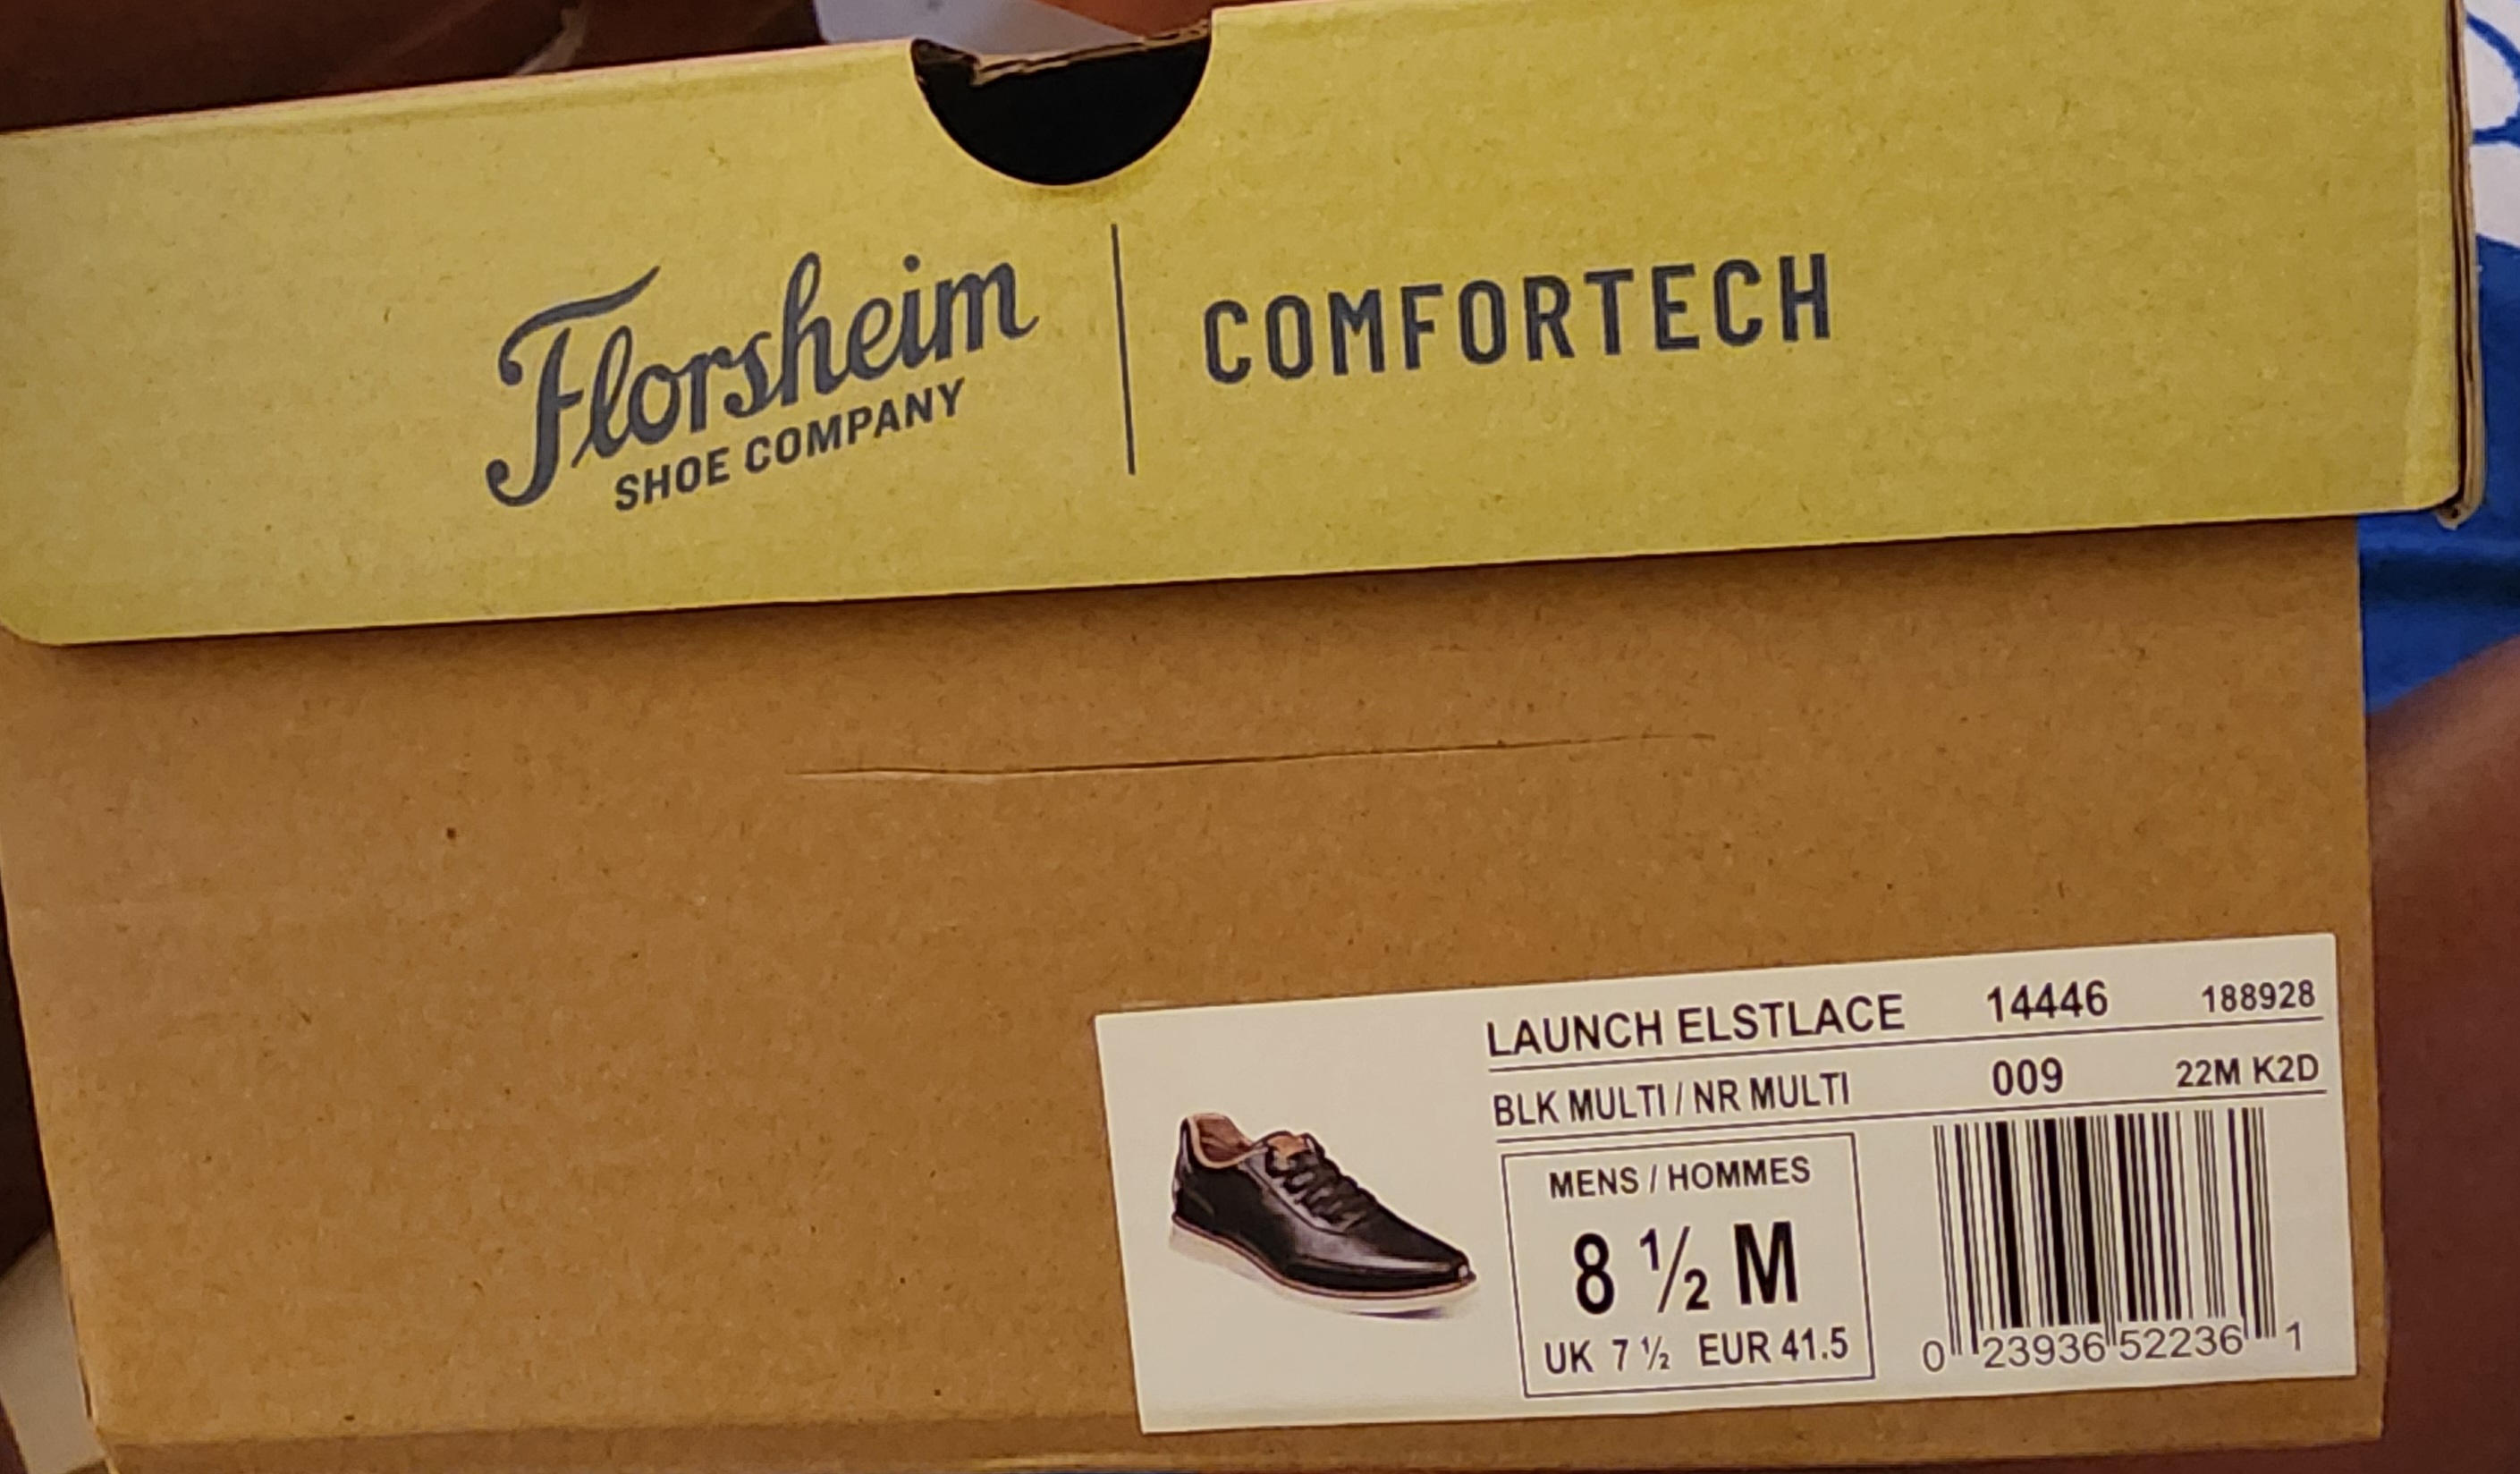 Florsheim
SHOE COMPANY
COMFORTECH
LAUNCH ELSTLACE 14446 188928
BLK MULTI / NR MULTI 009 22M K2D
MENS / HOMMES
8 ½ M
UK 7 ½ EUR 41.5
0 23936 52236 1